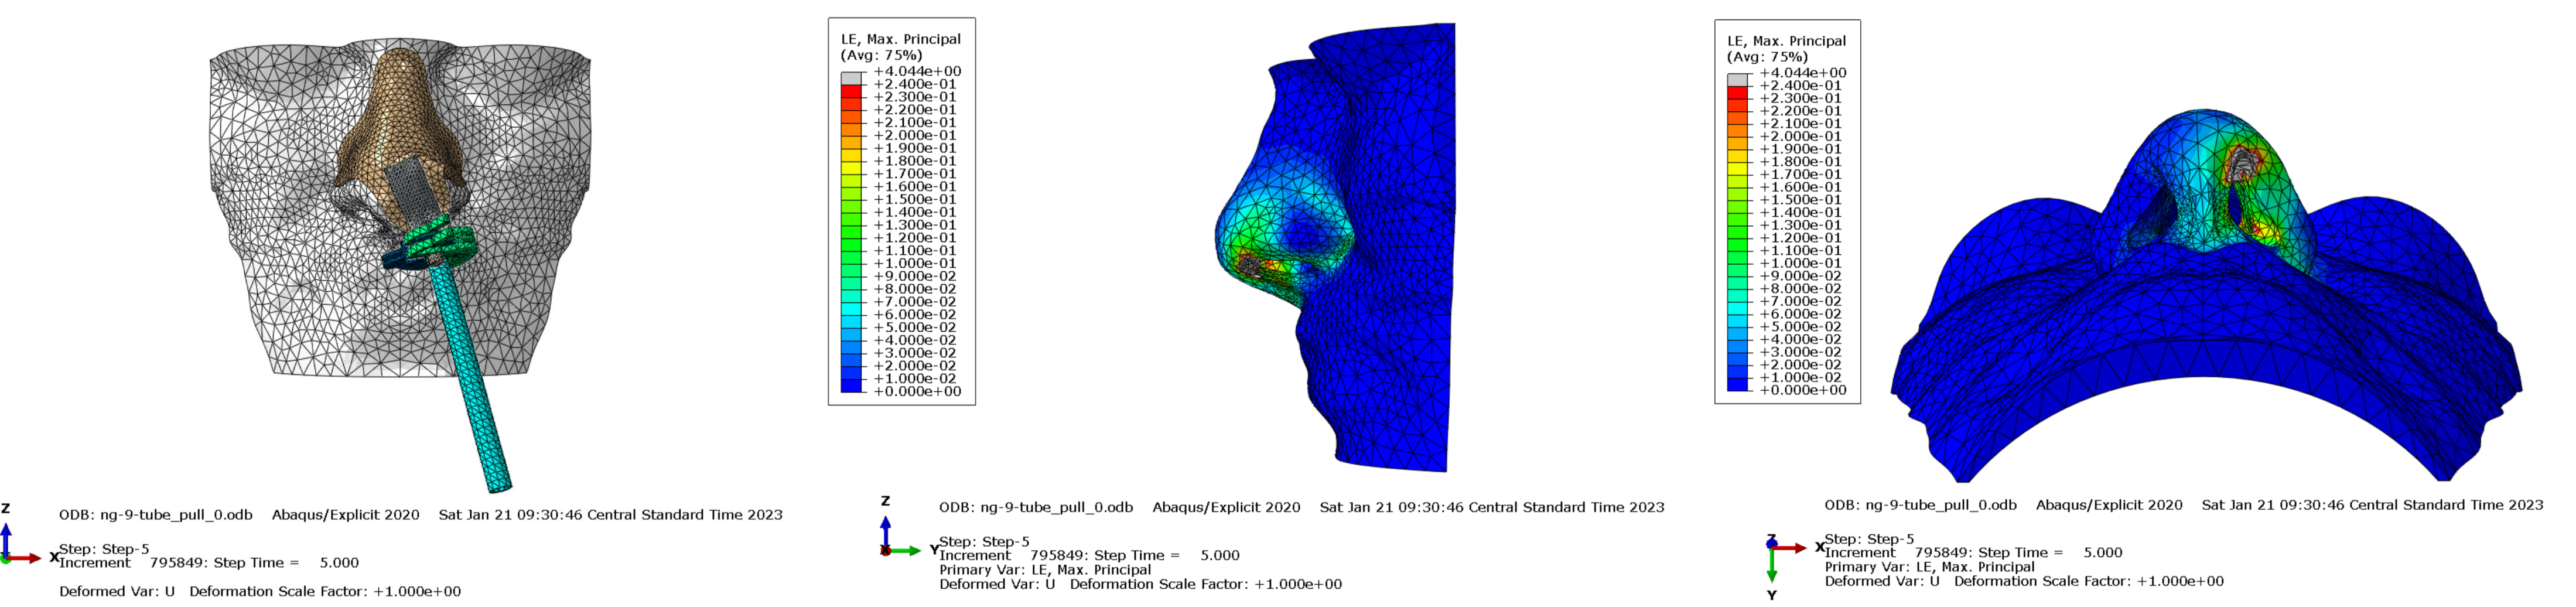 Z
X
ODB: ng-9-tube_pull_0.odb Abaqus/Explicit 2020 Sat Jan 21 09:30:46 Central Standard Time 2023
Step: Step-5
Increment 795849: Step Time = 5.000
Deformed Var: U Deformation Scale Factor: +1.000e+00
LE, Max. Principal
(Avg: 75%)
+4.044e+00
+2.400e-01
+2.300e-01
+2.200e-01
+2.100e-01
+2.000e-01
+1.900e-01
+1.800e-01
+1.700e-01
+1.600e-01
+1.500e-01
+1.400e-01
+1.300e-01
+1.200e-01
+1.100e-01
+1.000e-01
+9.000e-02
+8.000e-02
+7.000e-02
+6.000e-02
+5.000e-02
+4.000e-02
+3.000e-02
+2.000e-02
+1.000e-02
+0.000e+00
Z
X
Y
ODB: ng-9-tube_pull_0.odb Abaqus/Explicit 2020 Sat Jan 21 09:30:46 Central Standard Time 2023
Step: Step-5
Increment 795849: Step Time = 5.000
Primary Var: LE, Max. Principal
Deformed Var: U Deformation Scale Factor: +1.000e+00
LE, Max. Principal
(Avg: 75%)
+4.044e+00
+2.400e-01
+2.300e-01
+2.200e-01
+2.100e-01
+2.000e-01
+1.900e-01
+1.800e-01
+1.700e-01
+1.600e-01
+1.500e-01
+1.400e-01
+1.300e-01
+1.200e-01
+1.100e-01
+1.000e-01
+9.000e-02
+8.000e-02
+7.000e-02
+6.000e-02
+5.000e-02
+4.000e-02
+3.000e-02
+2.000e-02
+1.000e-02
+0.000e+00
Z
X
Y
ODB: ng-9-tube_pull_0.odb Abaqus/Explicit 2020 Sat Jan 21 09:30:46 Central Standard Time 2023
Step: Step-5
Increment 795849: Step Time = 5.000
Primary Var: LE, Max. Principal
Deformed Var: U Deformation Scale Factor: +1.000e+00